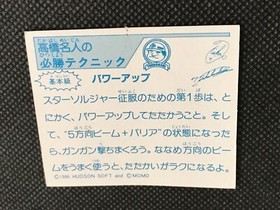 高橋名人の
必勝テクニック
基本編
パワーアップ
スターソルジャー征服のための第1歩は、と
にかく、パワーアップしてたたかうこと。そし
て、"5方向ビーム+バリア"の状態になった
ら、ガンガン撃ちまくろう。ななめ方向のビ
ームをうまく使うと、たたかいがラクになるぞ。
©1986 HUDSON SOFT and ©MOMO